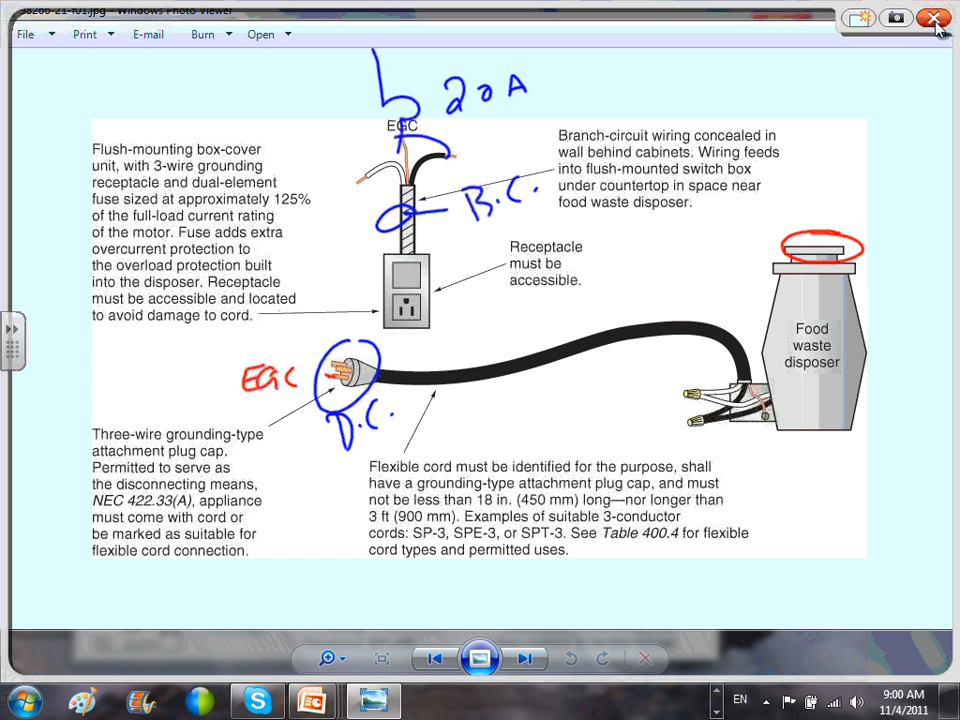 98266-21-f01.jpg - Windows Photo Viewer
File Print E-mail Burn Open
20A
EGC
Flush-mounting box-cover
unit, with 3-wire grounding
receptacle and dual-element
fuse sized at approximately 125%
of the full-load current rating
of the motor. Fuse adds extra
overcurrent protection to
the overload protection built
into the disposer. Receptacle
must be accessible and located
to avoid damage to cord.
Branch-circuit wiring concealed in
wall behind cabinets. Wiring feeds
into flush-mounted switch box
under countertop in space near
food waste disposer.
B.C.
Receptacle
must be
accessible.
Food
waste
disposer
EGC
D.C.
Three-wire grounding-type
attachment plug cap.
Permitted to serve as
the disconnecting means,
NEC 422.33(A), appliance
must come with cord or
be marked as suitable for
flexible cord connection.
Flexible cord must be identified for the purpose, shall
have a grounding-type attachment plug cap, and must
not be less than 18 in. (450 mm) long—nor longer than
3 ft (900 mm). Examples of suitable 3-conductor
cords: SP-3, SPE-3, or SPT-3. See Table 400.4 for flexible
cord types and permitted uses.
EN
9:00 AM
11/4/2011